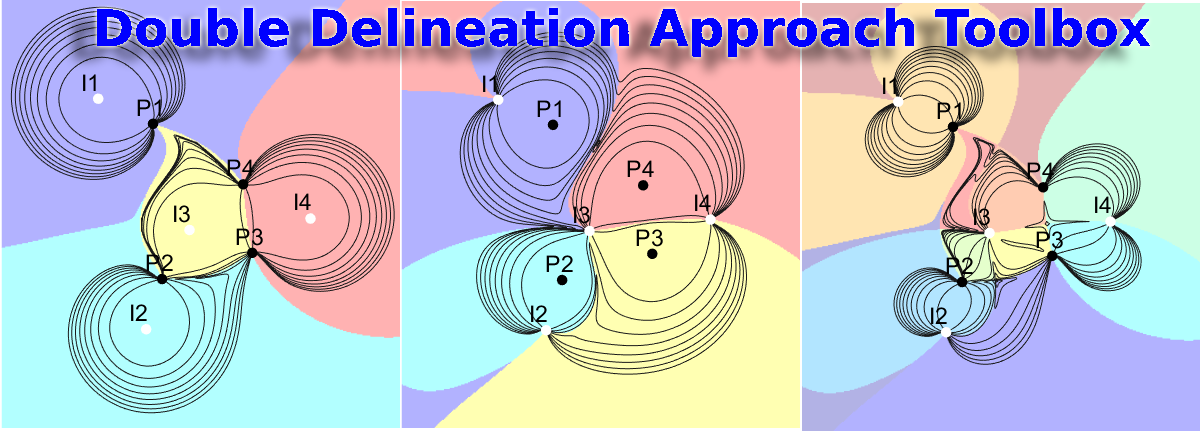 Double Delineation Approach Toolbox
I1
P1
P4
I4
I3
P3
P2
I2
I1
P1
P4
I4
I3
P3
P2
I2
I1
P1
P4
I4
I3
P3
P2
I2